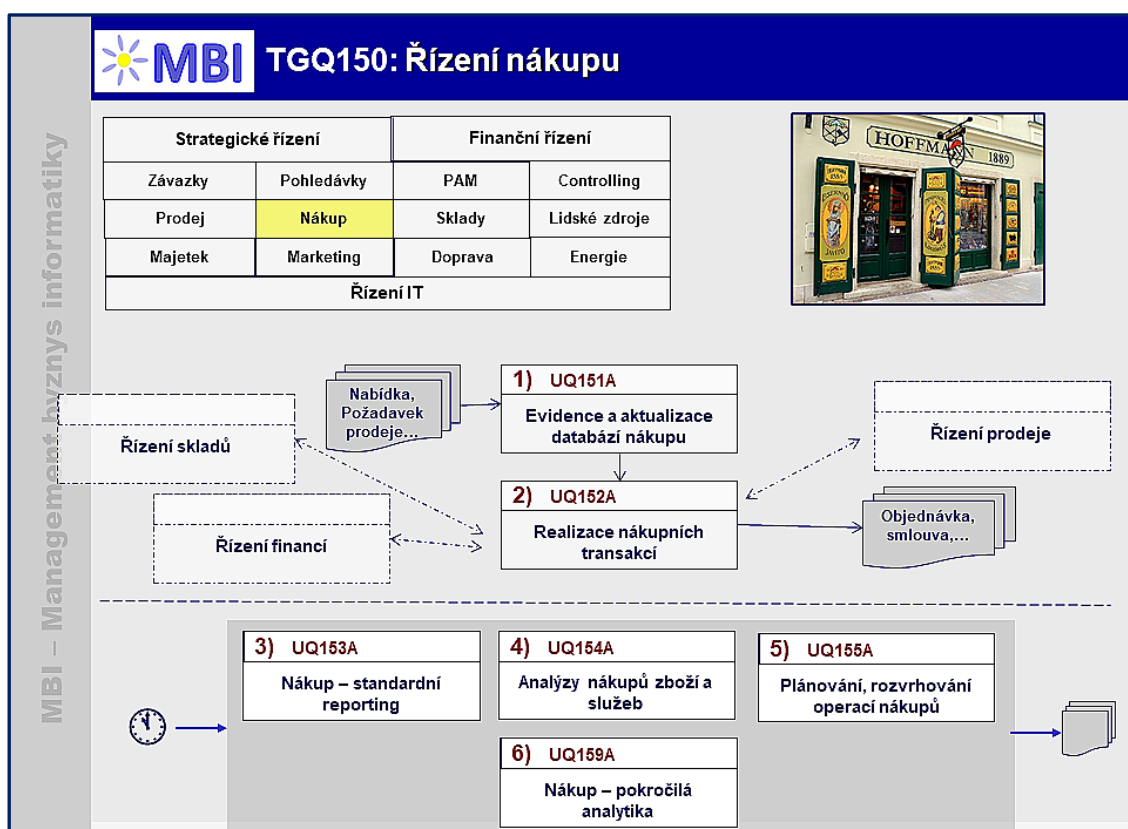 MBI
TGQ150: Řízení nákupu
MBI – Management byznys informatiky
Strategické řízení
Finanční řízení
Závazky
Pohledávky
PAM
Controlling
Prodej
Nákup
Sklady
Lidské zdroje
Majetek
Marketing
Doprava
Energie
Řízení IT
HOFFMANN 1889
Nabídka,
Požadavek
prodeje...
1) UQ151A
Evidence a aktualizace
databází nákupu
Řízení skladů
Řízení prodeje
2) UQ152A
Realizace nákupních
transakcí
Řízení financí
Objednávka,
smlouva,...
3) UQ153A
Nákup – standardní
reporting
4) UQ154A
Analýzy nákupů zboží a
služeb
5) UQ155A
Plánování, rozvrhování
operací nákupů
6) UQ159A
Nákup – pokročilá
analytika